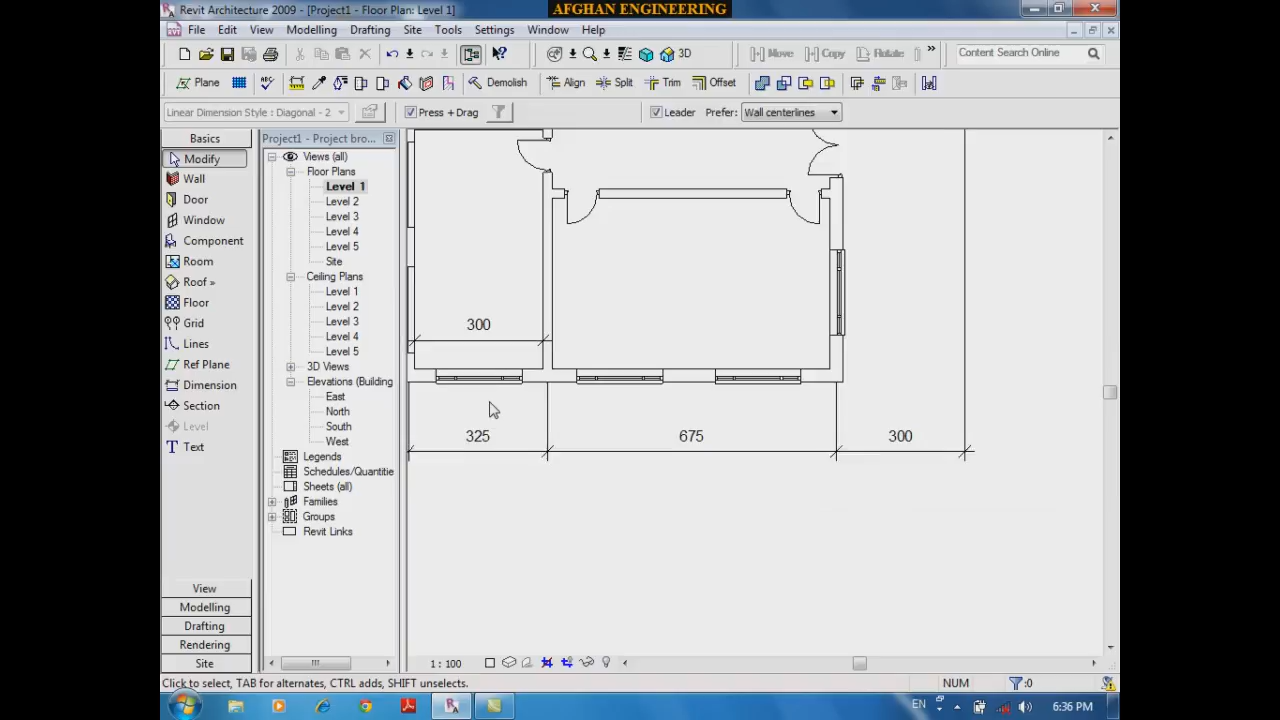 AFGHAN ENGINEERING
Revit Architecture 2009 - [Project1 - Floor Plan: Level 1]
File Edit View Modelling Drafting Site Tools Settings Window Help
3D Move Copy Rotate » Content Search Online
Plane Demolish Align Split Trim Offset
Linear Dimension Style : Diagonal - 2 Press + Drag Leader Prefer: Wall centerlines
Basics
Modify
Wall
Door
Window
Component
Room
Roof »
Floor
Grid
Lines
Ref Plane
Dimension
Section
Level
Text
View
Modelling
Drafting
Rendering
Site
Project1 - Project bro...
Views (all)
Floor Plans
Level 1
Level 2
Level 3
Level 4
Level 5
Site
Ceiling Plans
Level 1
Level 2
Level 3
Level 4
Level 5
3D Views
Elevations (Building
East
North
South
West
Legends
Schedules/Quantitie
Sheets (all)
Families
Groups
Revit Links
300
325 675 300
1 : 100
Click to select, TAB for alternates, CTRL adds, SHIFT unselects. NUM :0
EN 6:36 PM